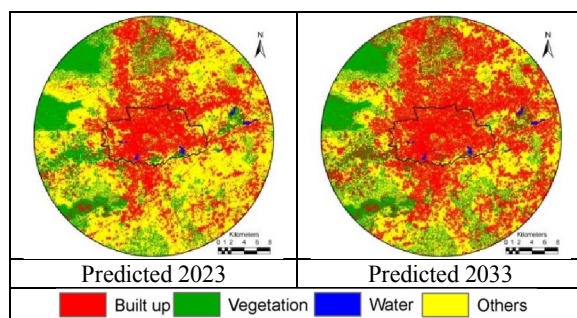 N
N
Kilometers
0 1 2 4 6 8
Kilometers
0 1 2 4 6 8
Predicted 2023
Predicted 2033
Built up
Vegetation
Water
Others